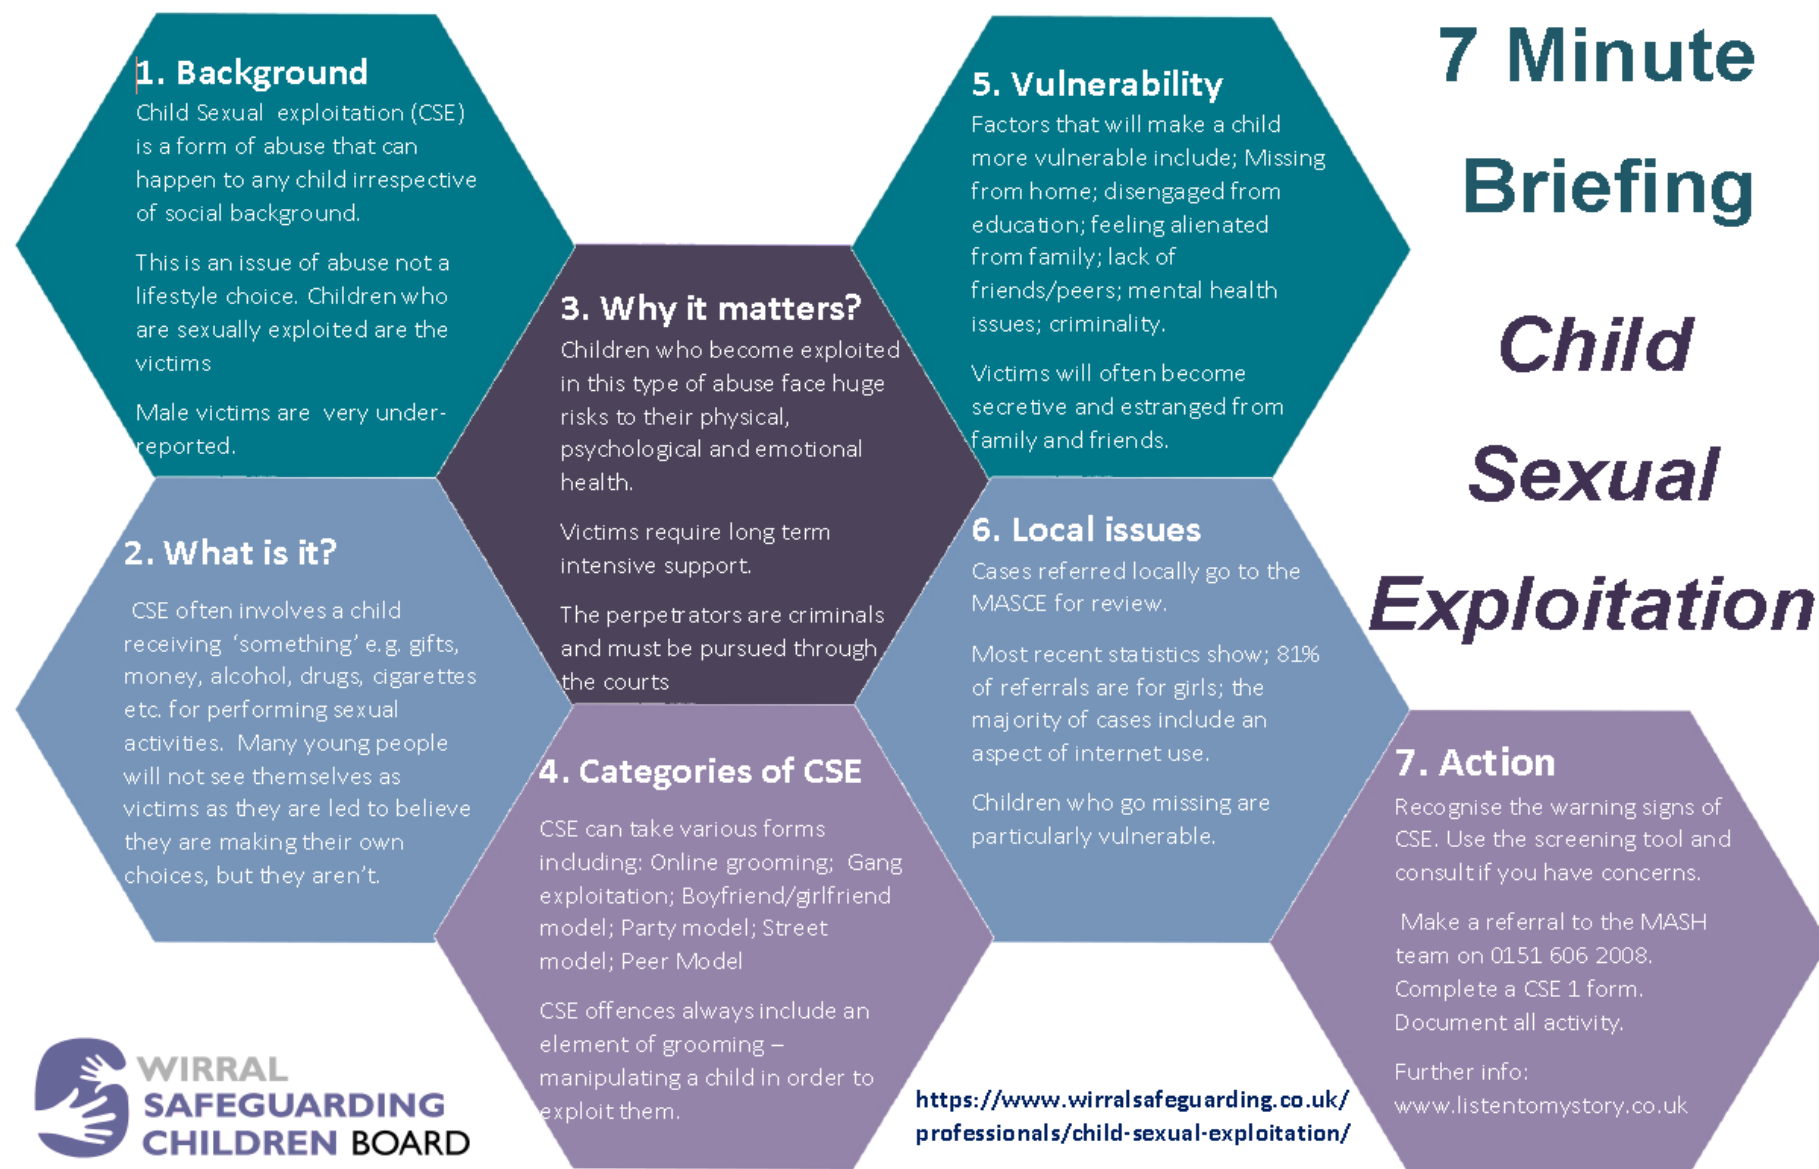 7 Minute
Briefing
Child
Sexual
Exploitation
1. Background
Child Sexual exploitation (CSE)
is a form of abuse that can
happen to any child irrespective
of social background.
This is an issue of abuse not a
lifestyle choice. Children who
are sexually exploited are the
victims
Male victims are very under-
reported.
2. What is it?
CSE often involves a child
receiving ‘something’ e.g. gifts,
money, alcohol, drugs, cigarettes
etc. for performing sexual
activities. Many young people
will not see themselves as
victims as they are led to believe
they are making their own
choices, but they aren’t.
3. Why it matters?
Children who become exploited
in this type of abuse face huge
risks to their physical,
psychological and emotional
health.
Victims require long term
intensive support.
The perpetrators are criminals
and must be pursued through
the courts
4. Categories of CSE
CSE can take various forms
including: Online grooming; Gang
exploitation; Boyfriend/girlfriend
model; Party model; Street
model; Peer Model
CSE offences always include an
element of grooming –
manipulating a child in order to
exploit them.
5. Vulnerability
Factors that will make a child
more vulnerable include; Missing
from home; disengaged from
education; feeling alienated
from family; lack of
friends/peers; mental health
issues; criminality.
Victims will often become
secretive and estranged from
family and friends.
6. Local issues
Cases referred locally go to the
MASCE for review.
Most recent statistics show; 81%
of referrals are for girls; the
majority of cases include an
aspect of internet use.
Children who go missing are
particularly vulnerable.
7. Action
Recognise the warning signs of
CSE. Use the screening tool and
consult if you have concerns.
Make a referral to the MASH
team on 0151 606 2008.
Complete a CSE 1 form.
Document all activity.
Further info:
www.listentomystory.co.uk
WIRRAL
SAFEGUARDING
CHILDREN BOARD
https://www.wirralsafeguarding.co.uk/
professionals/child-sexual-exploitation/